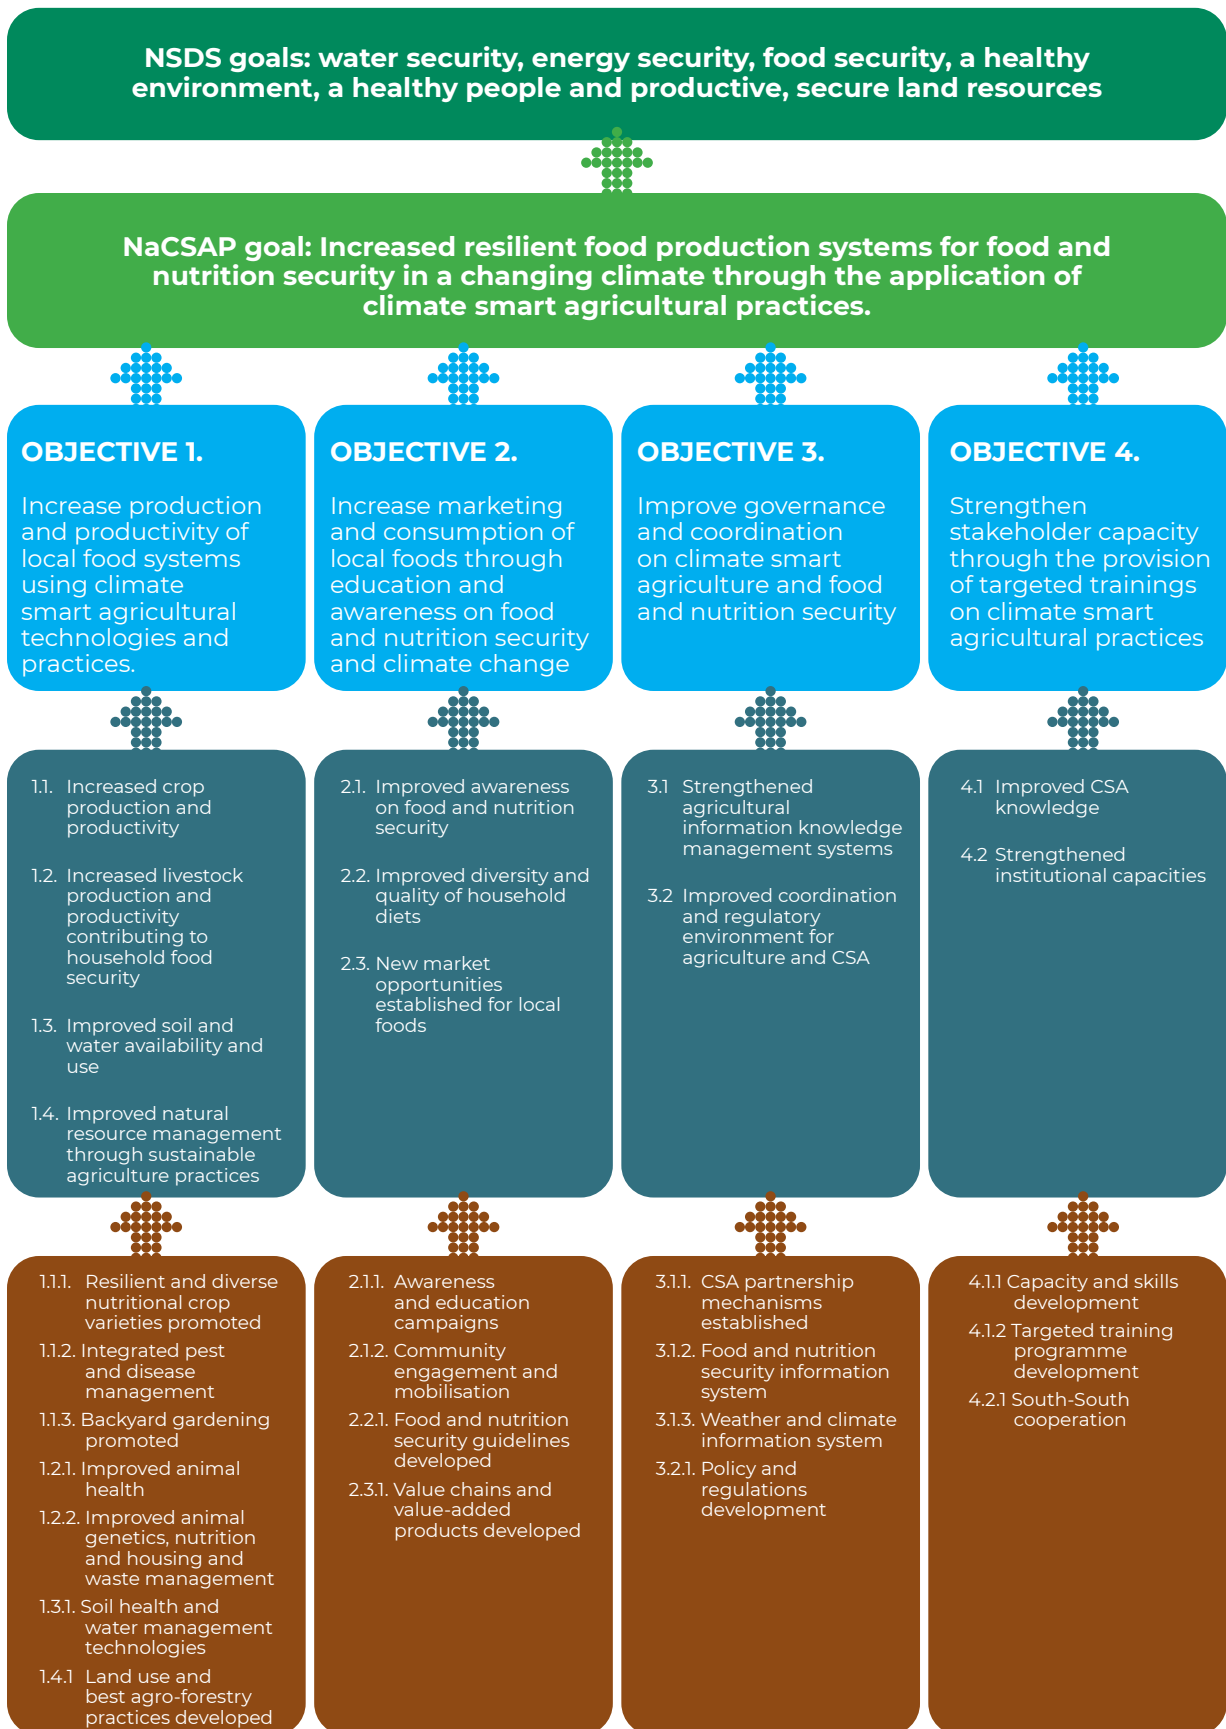 NSDS goals: water security, energy security, food security, a healthy
environment, a healthy people and productive, secure land resources
NaCSAP goal: Increased resilient food production systems for food and
nutrition security in a changing climate through the application of
climate smart agricultural practices.
OBJECTIVE 1.
Increase production
and productivity of
local food systems
using climate
smart agricultural
technologies and
practices.
OBJECTIVE 2.
Increase marketing
and consumption of
local foods through
education and
awareness on food
and nutrition security
and climate change
OBJECTIVE 3.
Improve governance
and coordination
on climate smart
agriculture and food
and nutrition security
OBJECTIVE 4.
Strengthen
stakeholder capacity
through the provision
of targeted trainings
on climate smart
agricultural practices
1.1. Increased crop
production and
productivity
1.2. Increased livestock
production and
productivity
contributing to
household food
security
1.3. Improved soil and
water availability and
use
1.4. Improved natural
resource management
through sustainable
agriculture practices
2.1. Improved awareness
on food and nutrition
security
2.2. Improved diversity and
quality of household
diets
2.3. New market
opportunities
established for local
foods
3.1 Strengthened
agricultural
information knowledge
management systems
3.2 Improved coordination
and regulatory
environment for
agriculture and CSA
4.1 Improved CSA
knowledge
4.2 Strengthened
institutional capacities
1.1.1. Resilient and diverse
nutritional crop
varieties promoted
1.1.2. Integrated pest
and disease
management
1.1.3. Backyard gardening
promoted
1.2.1. Improved animal
health
1.2.2. Improved animal
genetics, nutrition
and housing and
waste management
1.3.1. Soil health and
water management
technologies
1.4.1 Land use and
best agro-forestry
practices developed
2.1.1. Awareness
and education
campaigns
2.1.2. Community
engagement and
mobilisation
2.2.1. Food and nutrition
security guidelines
developed
2.3.1. Value chains and
value-added
products developed
3.1.1. CSA partnership
mechanisms
established
3.1.2. Food and nutrition
security information
system
3.1.3. Weather and climate
information system
3.2.1. Policy and
regulations
development
4.1.1 Capacity and skills
development
4.1.2 Targeted training
programme
development
4.2.1 South-South
cooperation